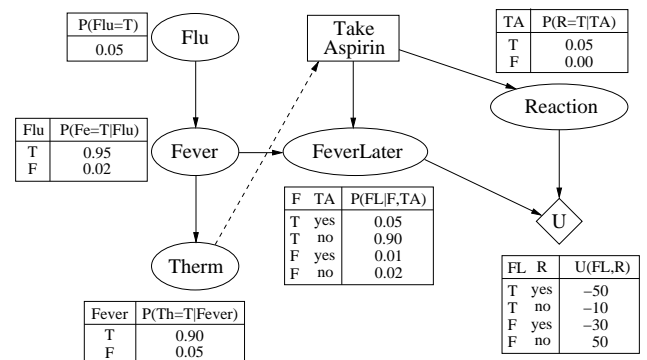 P(Flu=T)
0.05
Flu
Take
Aspirin
TA P(R=T|TA)
T 0.05
F 0.00
Reaction
Flu P(Fe=T|Flu)
T 0.95
F 0.02
Fever
FeverLater
F TA P(FL|F,TA)
T yes 0.05
T no 0.90
F yes 0.01
F no 0.02
U
Therm
FL R U(FL,R)
T yes −50
T no −10
F yes −30
F no 50
Fever P(Th=T|Fever)
T 0.90
F 0.05